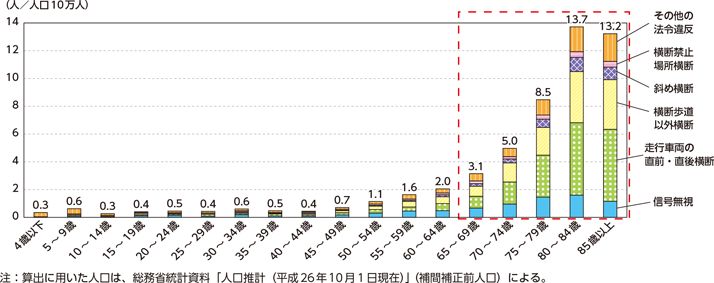 （人／人口10万人）
14
12
10
8
6
4
2
0
0.3
0.6
0.3
0.4
0.5
0.4
0.6
0.5
0.4
0.7
1.1
1.6
2.0
3.1
5.0
8.5
13.7
13.2
4歳以下
5～9歳
10～14歳
15～19歳
20～24歳
25～29歳
30～34歳
35～39歳
40～44歳
45～49歳
50～54歳
55～59歳
60～64歳
65～69歳
70～74歳
75～79歳
80～84歳
85歳以上
その他の
法令違反
横断禁止
場所横断
斜め横断
横断歩道
以外横断
走行車両の
直前・直後横断
信号無視
注：算出に用いた人口は、総務省統計資料「人口推計（平成26年10月1日現在）」（補間補正前人口）による。